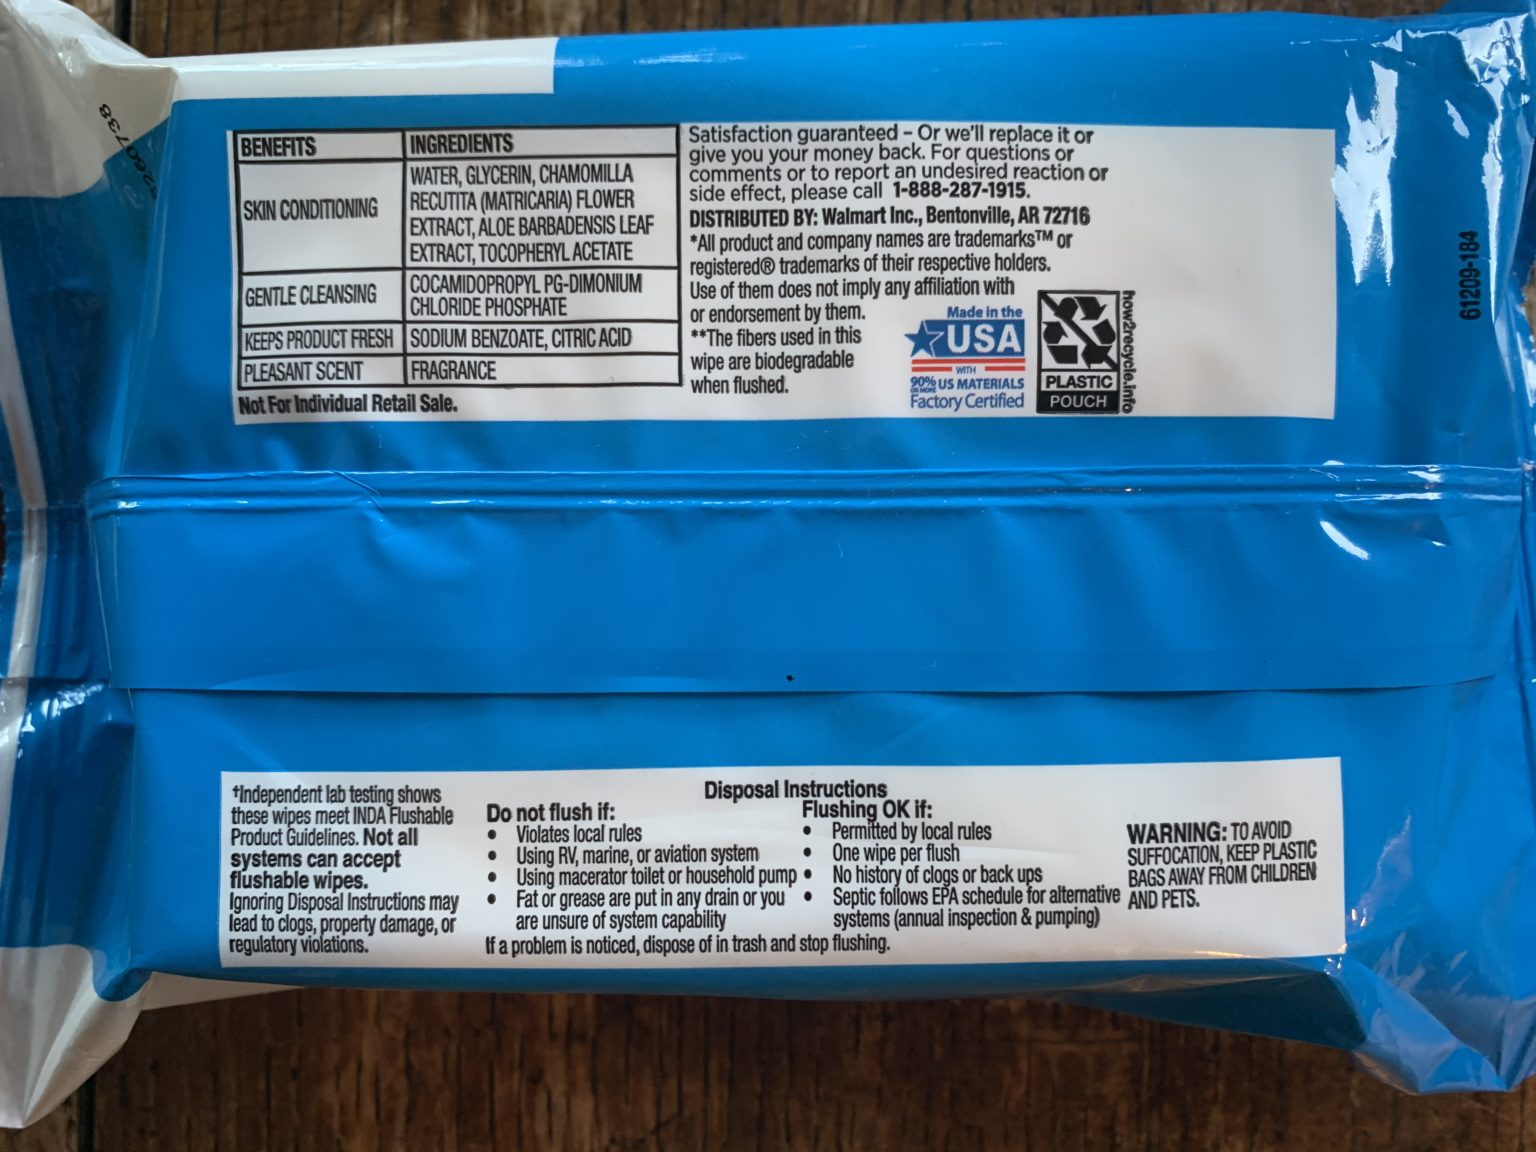 BENEFITS
INGREDIENTS
SKIN CONDITIONING
WATER, GLYCERIN, CHAMOMILLA
RECUTITA (MATRICARIA) FLOWER
EXTRACT, ALOE BARBADENSIS LEAF
EXTRACT, TOCOPHERYL ACETATE
GENTLE CLEANSING
COCAMIDOPROPYL PG-DIMONIUM
CHLORIDE PHOSPHATE
KEEPS PRODUCT FRESH
SODIUM BENZOATE, CITRIC ACID
PLEASANT SCENT
FRAGRANCE
Not For Individual Retail Sale.
Satisfaction guaranteed – Or we'll replace it or
give you your money back. For questions or
comments or to report an undesired reaction or
side effect, please call 1-888-287-1915.
DISTRIBUTED BY: Walmart Inc., Bentonville, AR 72716
*All product and company names are trademarks™ or
registered® trademarks of their respective holders.
Use of them does not imply any affiliation with
or endorsement by them.
**The fibers used in this
wipe are biodegradable
when flushed.
Made in the
USA
WITH
90% OR MORE US MATERIALS
Factory Certified
PLASTIC
POUCH
how2recycle.info
61209-184
†Independent lab testing shows
these wipes meet INDA Flushable
Product Guidelines. Not all
systems can accept
flushable wipes.
Ignoring Disposal Instructions may
lead to clogs, property damage, or
regulatory violations.
Disposal Instructions
Do not flush if:
• Violates local rules
• Using RV, marine, or aviation system
• Using macerator toilet or household pump
• Fat or grease are put in any drain or you
are unsure of system capability
Flushing OK if:
• Permitted by local rules
• One wipe per flush
• No history of clogs or back ups
• Septic follows EPA schedule for alternative
systems (annual inspection & pumping)
If a problem is noticed, dispose of in trash and stop flushing.
WARNING: TO AVOID
SUFFOCATION, KEEP PLASTIC
BAGS AWAY FROM CHILDREN
AND PETS.